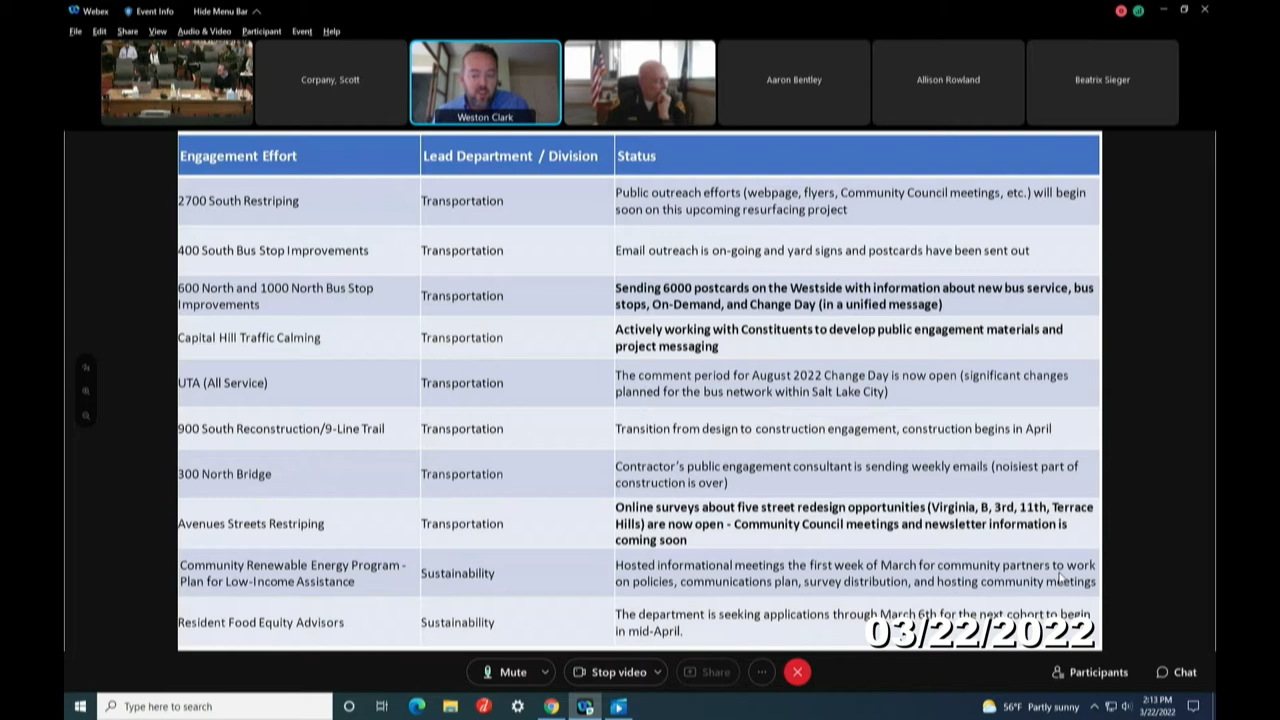 Webex Event Info Hide Menu Bar
File Edit Share View Audio & Video Participant Event Help
Corpany, Scott
Weston Clark
Aaron Bentley
Allison Rowland
Beatrix Sieger
Engagement Effort Lead Department / Division Status
2700 South Restriping Transportation Public outreach efforts (webpage, flyers, Community Council meetings, etc.) will begin
soon on this upcoming resurfacing project
400 South Bus Stop Improvements Transportation Email outreach is on-going and yard signs and postcards have been sent out
600 North and 1000 North Bus Stop
Improvements
Transportation
Sending 6000 postcards on the Westside with information about new bus service, bus
stops, On-Demand, and Change Day (in a unified message)
Capital Hill Traffic Calming Transportation Actively working with Constituents to develop public engagement materials and
project messaging
UTA (All Service) Transportation The comment period for August 2022 Change Day is now open (significant changes
planned for the bus network within Salt Lake City)
900 South Reconstruction/9-Line Trail Transportation Transition from design to construction engagement, construction begins in April
300 North Bridge Transportation Contractor's public engagement consultant is sending weekly emails (noisiest part of
construction is over)
Avenues Streets Restriping Transportation Online surveys about five street redesign opportunities (Virginia, B, 3rd, 11th, Terrace
Hills) are now open - Community Council meetings and newsletter information is
coming soon
Community Renewable Energy Program -
Plan for Low-Income Assistance
Sustainability
Hosted informational meetings the first week of March for community partners to work
on policies, communications plan, survey distribution, and hosting community meetings
Resident Food Equity Advisors Sustainability The department is seeking applications through March 6th for the next cohort to begin
in mid-April.
03/22/2022
Mute Stop video Share Participants Chat
Type here to search 56°F Partly sunny 2:13 PM
3/22/2022